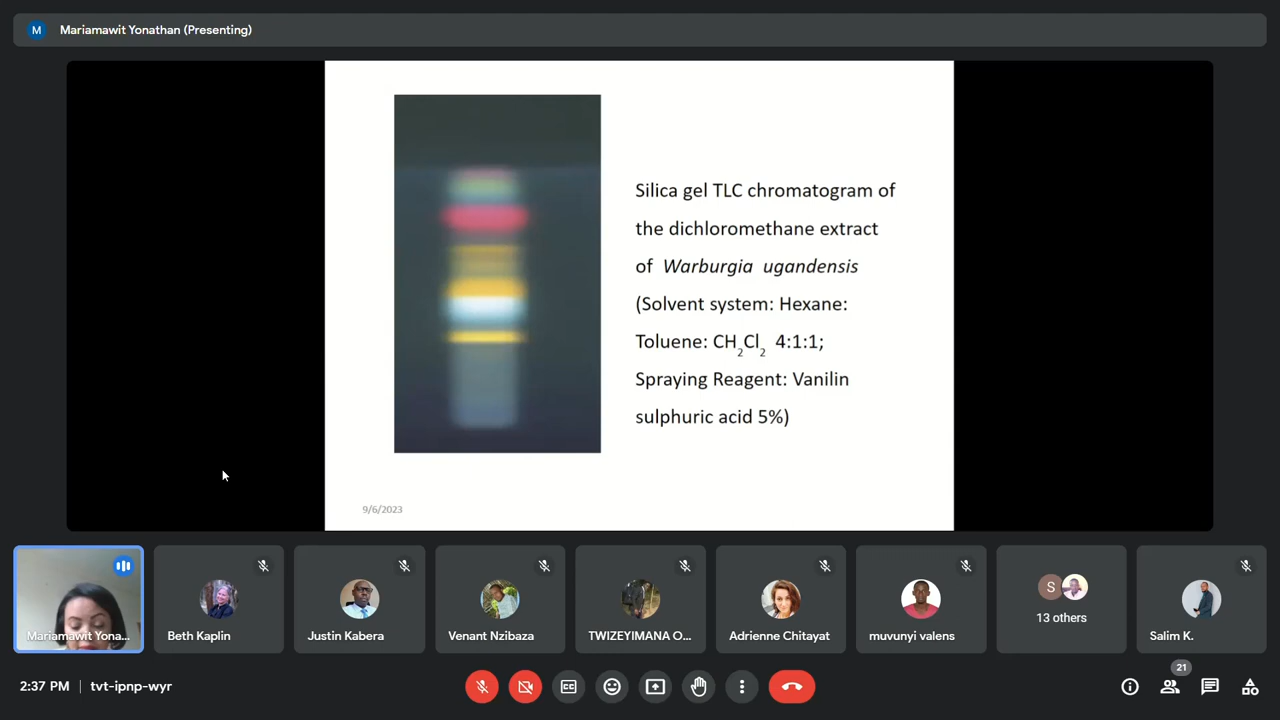 M Mariamawit Yonathan (Presenting)
Silica gel TLC chromatogram of
the dichloromethane extract
of Warburgia ugandensis
(Solvent system: Hexane:
Toluene: CH2Cl2 4:1:1;
Spraying Reagent: Vanilin
sulphuric acid 5%)
9/6/2023
Mariamawit Yona...
Beth Kaplin
Justin Kabera
Venant Nzibaza
TWIZEYIMANA O...
Adrienne Chitayat
muvunyi valens
S
13 others
Salim K.
2:37 PM | tvt-ipnp-wyr
CC
21